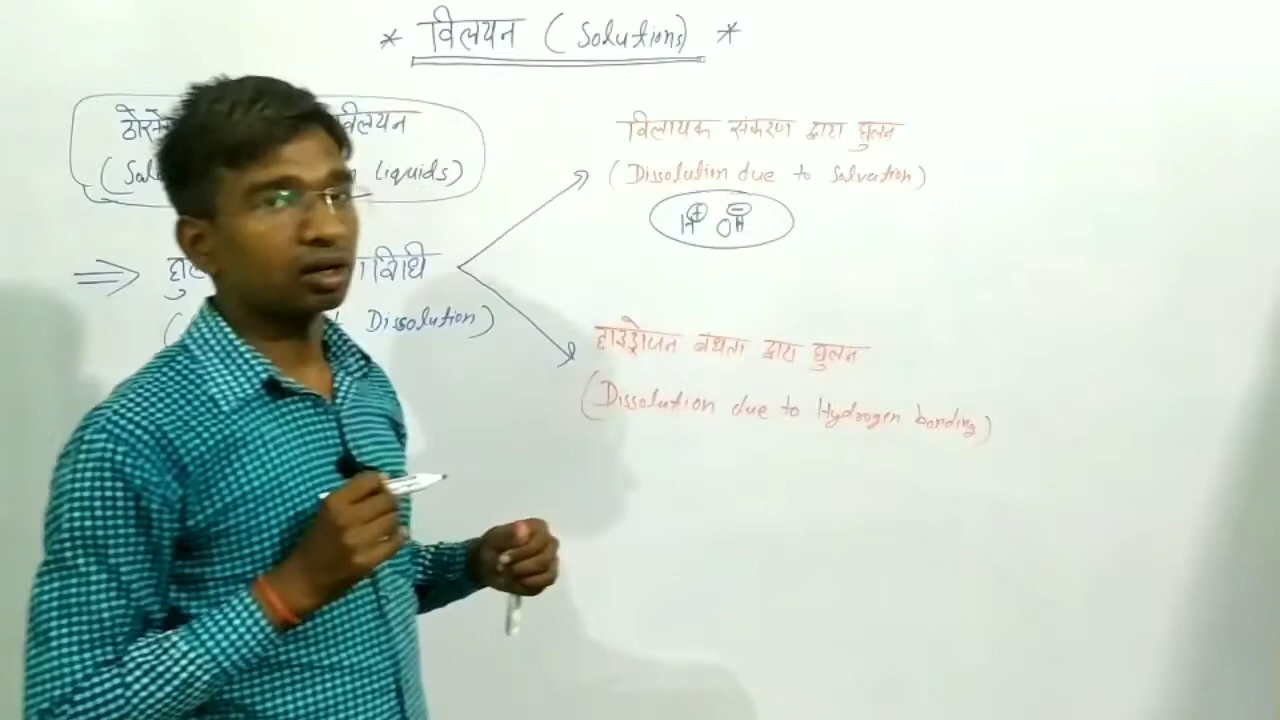 * विलयन ( Solutions) *
विलयन
liquids)
विधि
Dissolution)
विलायक संकरण द्वारा घुलन
(Dissolution due to Salvation)
H⊕ OH⊖
हाइड्रोजन बंधता द्वारा घुलन
(Dissolution due to Hydrogen bonding)